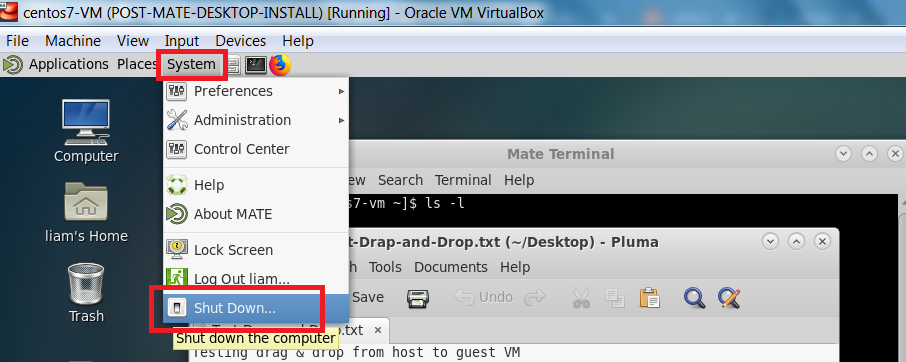 centos7-VM (POST-MATE-DESKTOP-INSTALL) [Running] - Oracle VM VirtualBox
File Machine View Input Devices Help
Applications Places System
Preferences
Administration
Control Center
Help
About MATE
Lock Screen
Log Out liam...
Shut Down...
Shut down the computer
Computer
liam's Home
Trash
Mate Terminal
ew Search Terminal Help
s7-vm ~]$ ls -l
t-Drap-and-Drop.txt (~/Desktop) - Pluma
h Tools Documents Help
Save Undo
.txt ×
Testing drag & drop from host to guest VM